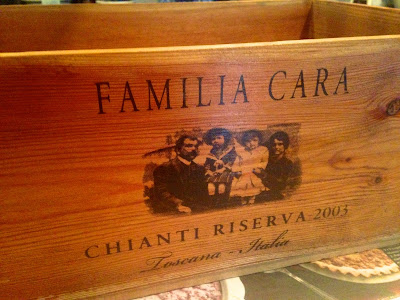 FAMILIA CARA
CHIANTI RISERVA 2003
Toscana - Italia